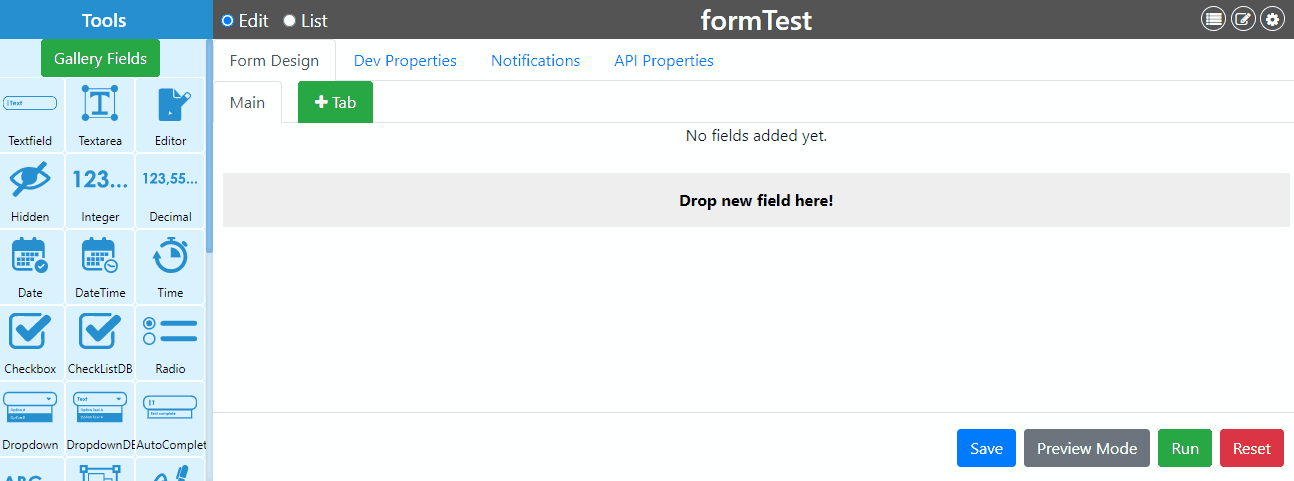 Tools
Edit List
formTest
Gallery Fields
Form Design Dev Properties Notifications API Properties
Main
+ Tab
No fields added yet.
Drop new field here!
Text
Textfield
T
Textarea
Editor
Hidden
123...
Integer
123,55...
Decimal
Date
DateTime
Time
Checkbox
CheckListDB
Radio
Dropdown
Text
DropdownDB
T
AutoComplet
ABC
Save
Preview Mode
Run
Reset